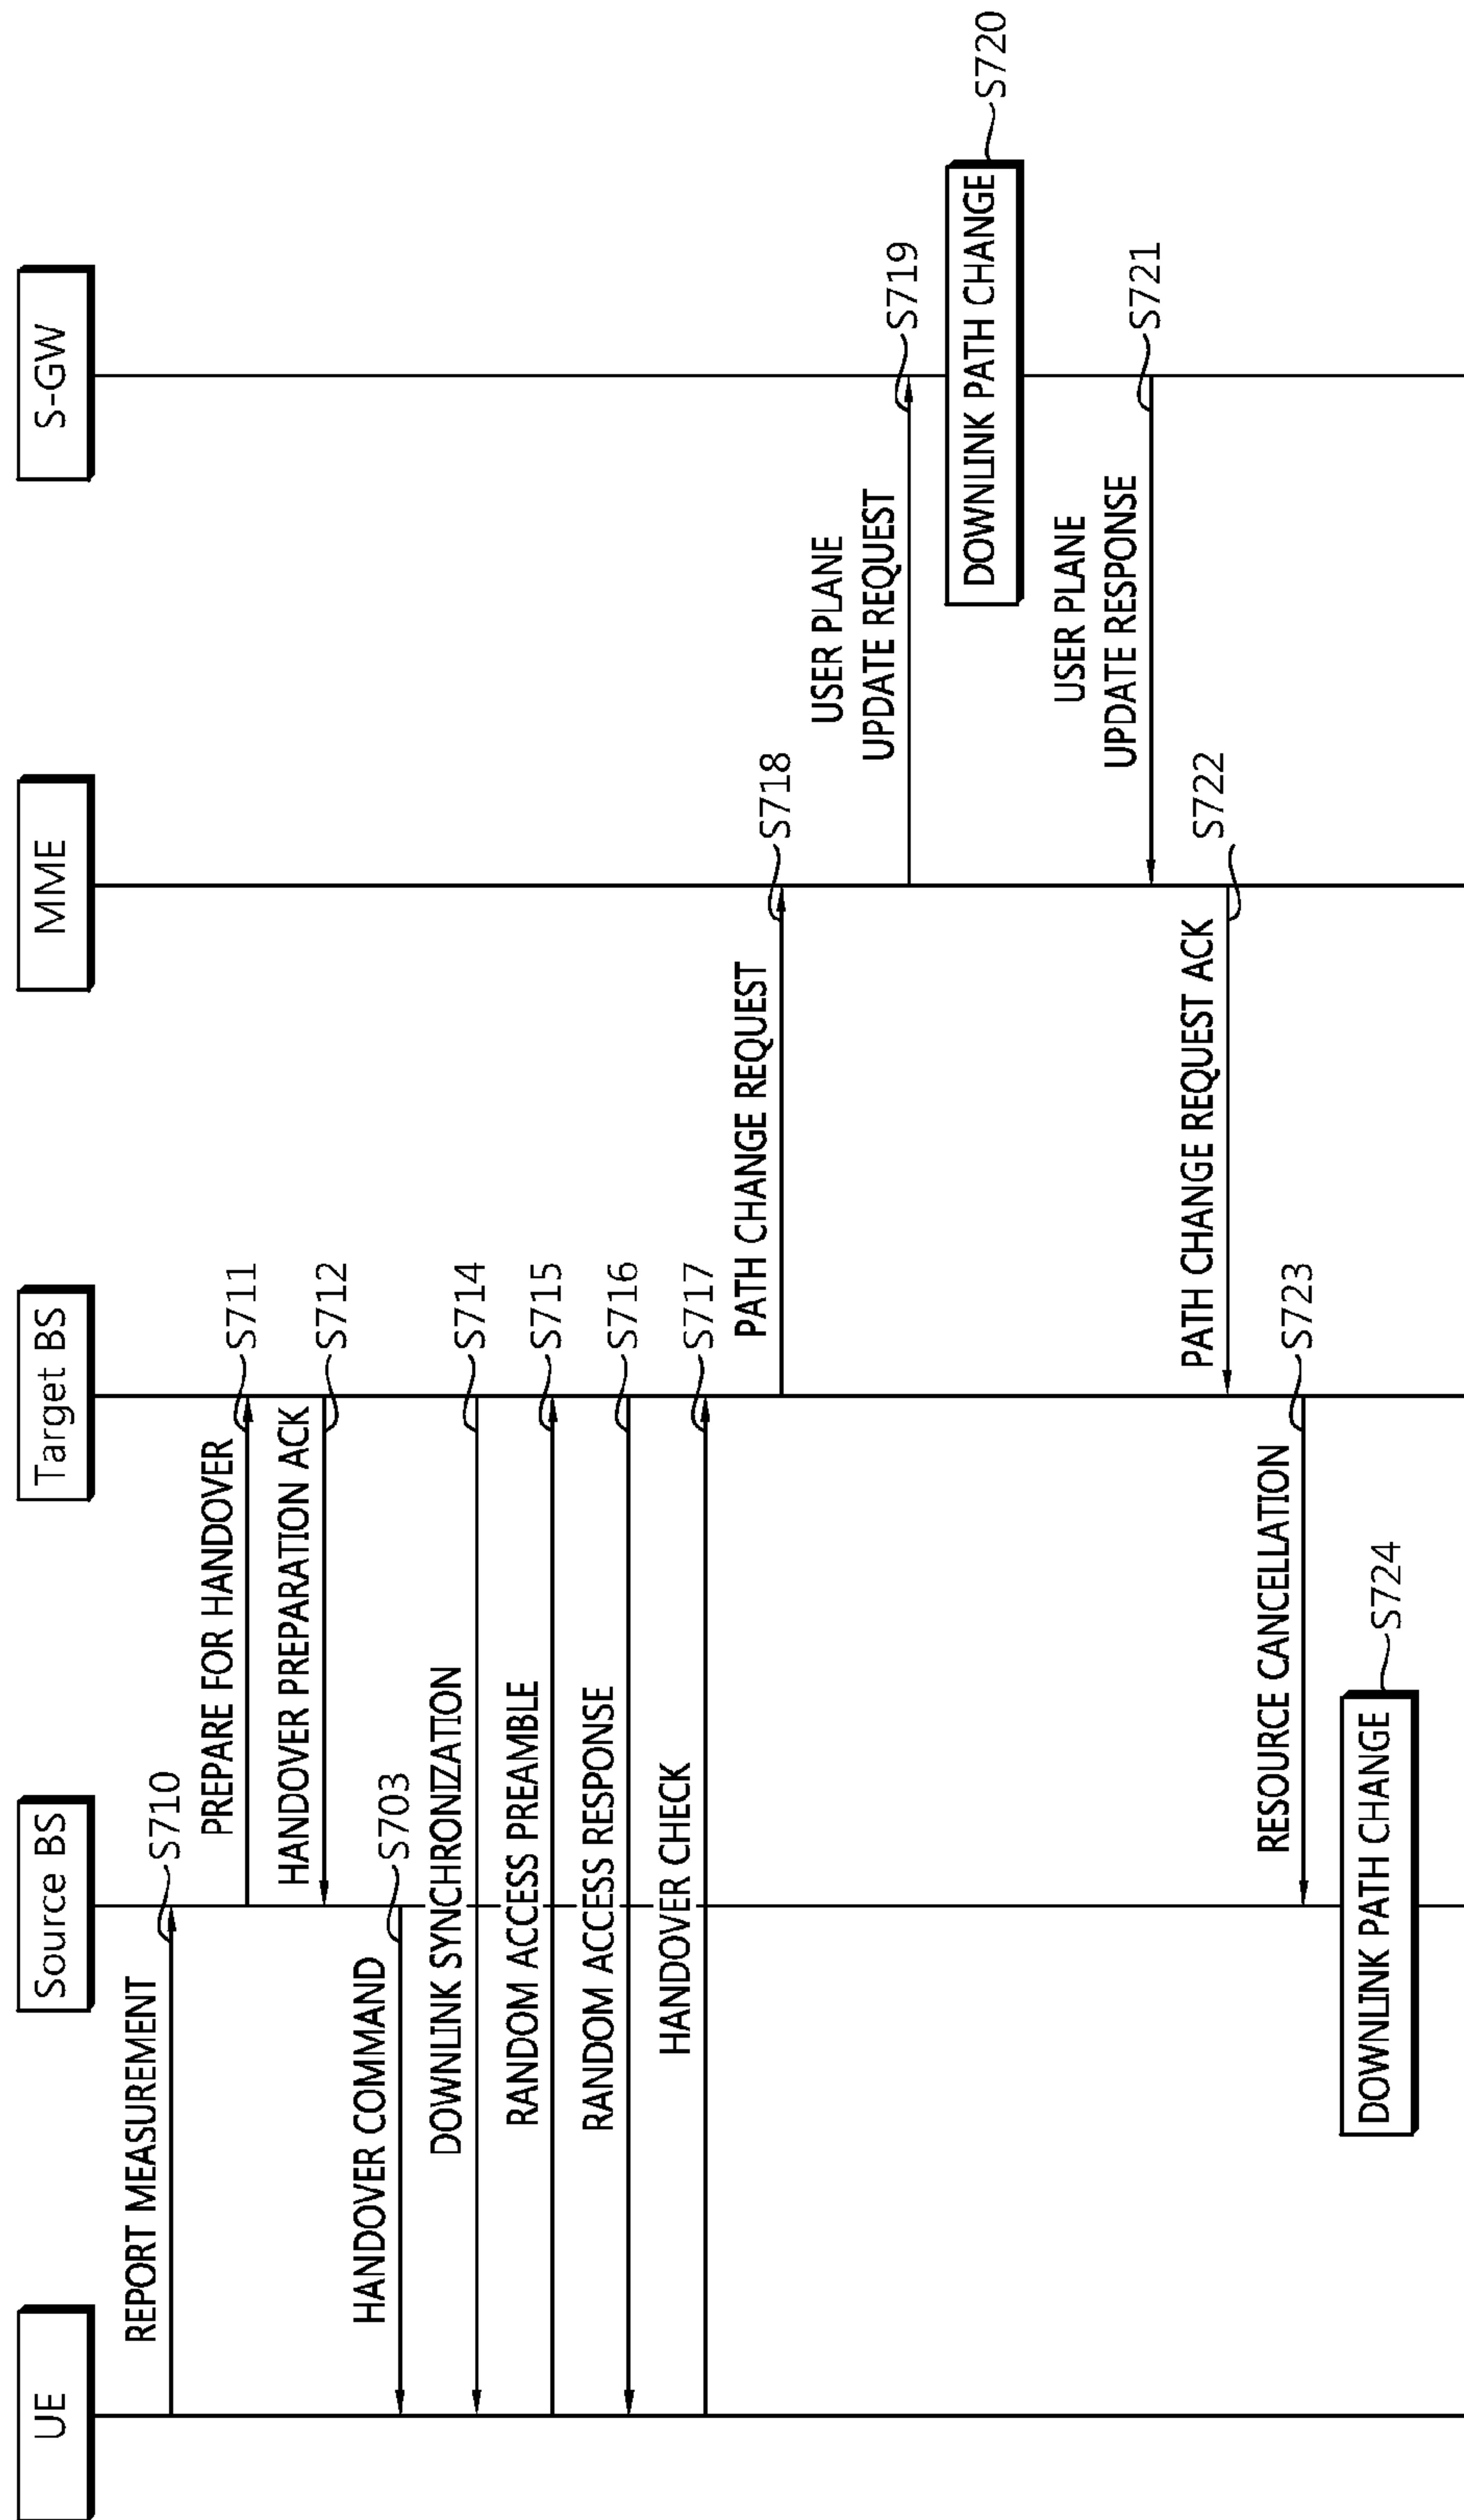 UE
Source BS
Target BS
MME
S-GW
REPORT MEASUREMENT
S710
PREPARE FOR HANDOVER
S711
HANDOVER PREPARATION ACK
S712
HANDOVER COMMAND
S703
DOWNLINK SYNCHRONIZATION
S714
RANDOM ACCESS PREAMBLE
S715
RANDOM ACCESS RESPONSE
S716
HANDOVER CHECK
S717
PATH CHANGE REQUEST
S718
USER PLANE
UPDATE REQUEST
S719
DOWNLINK PATH CHANGE
S720
USER PLANE
UPDATE RESPONSE
S721
PATH CHANGE REQUEST ACK
S722
RESOURCE CANCELLATION
S723
DOWNLINK PATH CHANGE
S724